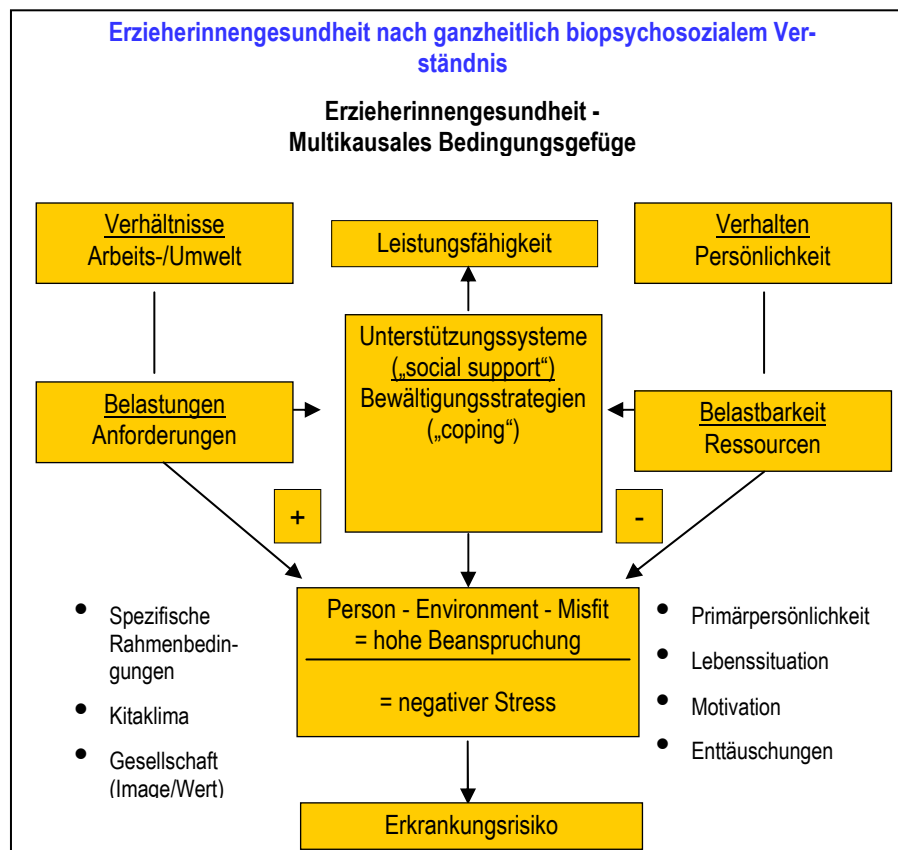 Erzieherinnengesundheit nach ganzheitlich biopsychosozialem Ver-
ständnis
Erzieherinnengesundheit -
Multikausales Bedingungsgefüge
Verhältnisse
Arbeits-/Umwelt
Leistungsfähigkeit
Verhalten
Persönlichkeit
Unterstützungssysteme
(„social support“)
Bewältigungsstrategien
(„coping“)
Belastungen
Anforderungen
Belastbarkeit
Ressourcen
+
-
Person - Environment - Misfit
= hohe Beanspruchung
= negativer Stress
• Spezifische
Rahmenbedin-
gungen
• Kitaklima
• Gesellschaft
(Image/Wert)
• Primärpersönlichkeit
• Lebenssituation
• Motivation
• Enttäuschungen
Erkrankungsrisiko